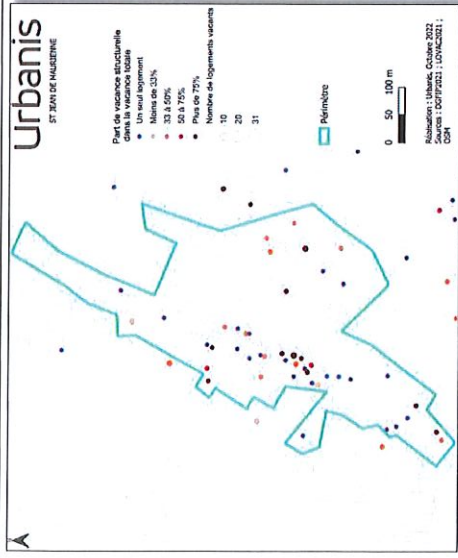 Urbanis
ST JEAN DE MAURIENNE
Part de vacance structurelle
dans la vacance totale
Un seul logement
Moins de 33%
33 à 50%
50 à 75%
Plus de 75%
Nombre de logements vacants
10
20
31
Périmètre
0 50 100 m
Réalisation : Urbanis, Octobre 2022
Sources : DGFIP2021 ; LOVAC2021 ;
OSM